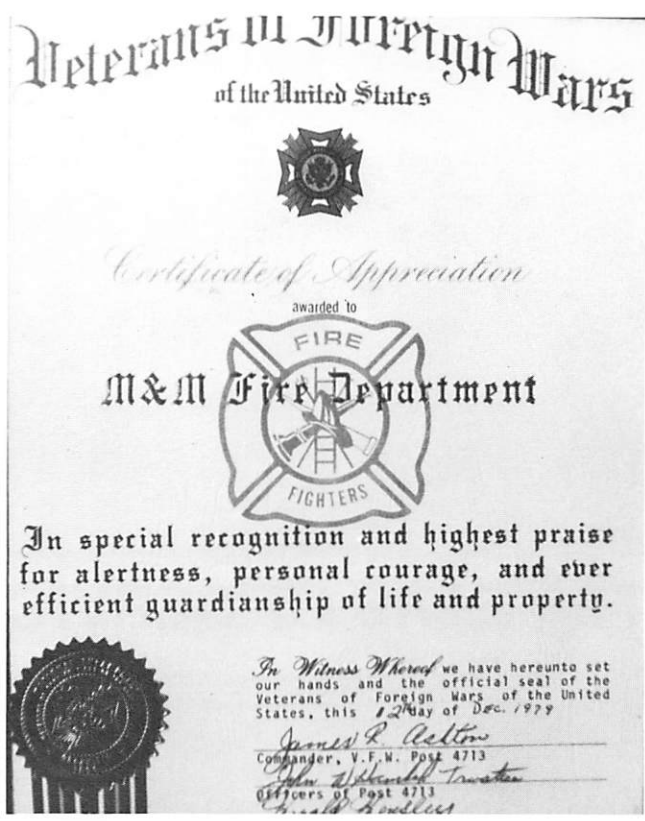 Veterans of Foreign Wars
of the United States
Certificate of Appreciation
awarded to
FIRE
M&M Fire Department
FIGHTERS
In special recognition and highest praise
for alertness, personal courage, and ever
efficient guardianship of life and property.
In Witness Whereof we have hereunto set
our hands and the official seal of the
Veterans of Foreign Wars of the United
States, this 12th day of Dec. 1979
James R. Ashton
Commander, V.F.W. Post 4713
John Trustee
Officers of Post 4713